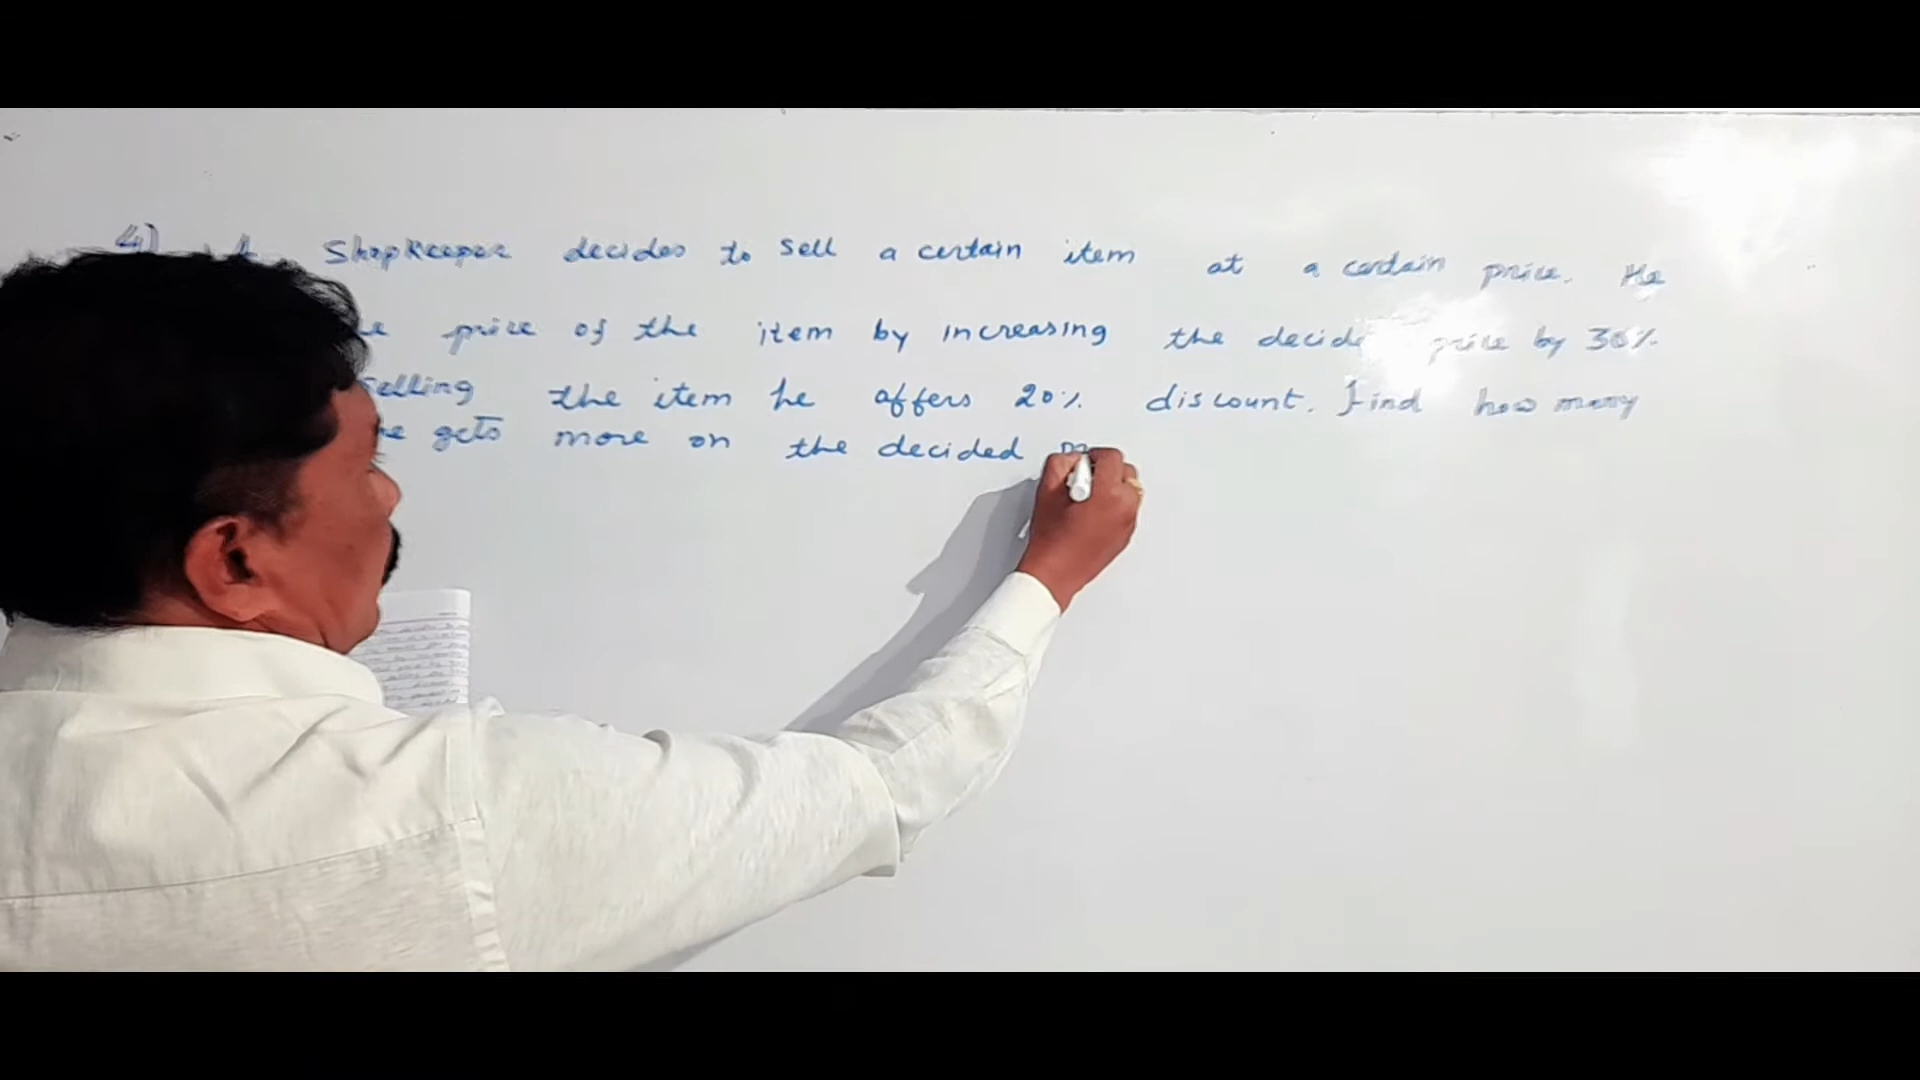 4) A Shopkeeper decides to sell a certain item at a certain price. He
price of the item by increasing the decide price by 30%.
selling the item he offers 20% discount. Find how many
gets more on the decided